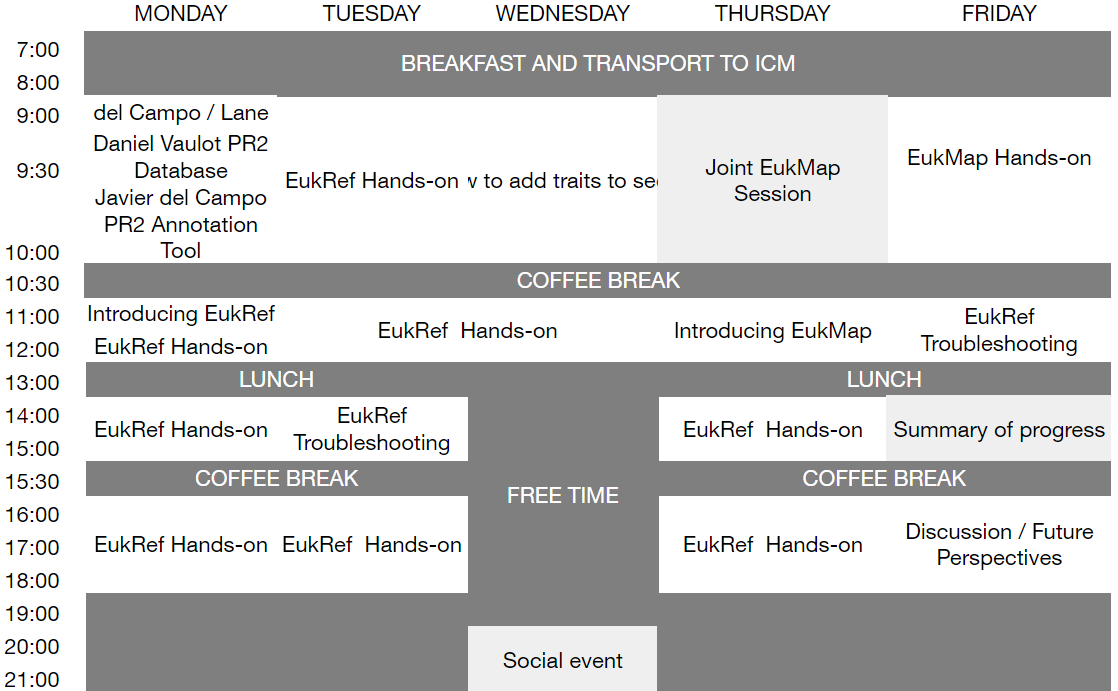 MONDAY TUESDAY WEDNESDAY THURSDAY FRIDAY
7:00
BREAKFAST AND TRANSPORT TO ICM
8:00
9:00 del Campo / Lane
9:30
Daniel Vaulot PR2
Database
Javier del Campo
PR2 Annotation
Tool
EukRef Hands-on
to add traits to
Joint EukMap
Session
EukMap Hands-on
10:00
10:30 COFFEE BREAK
11:00 Introducing EukRef
12:00 EukRef Hands-on
EukRef Hands-on
Introducing EukMap
EukRef
Troubleshooting
13:00 LUNCH LUNCH
14:00
15:00
EukRef Hands-on
EukRef
Troubleshooting
EukRef Hands-on
Summary of progress
15:30 COFFEE BREAK COFFEE BREAK
FREE TIME
16:00
17:00
18:00
EukRef Hands-on
EukRef Hands-on
EukRef Hands-on
Discussion / Future
Perspectives
19:00
20:00
21:00
Social event